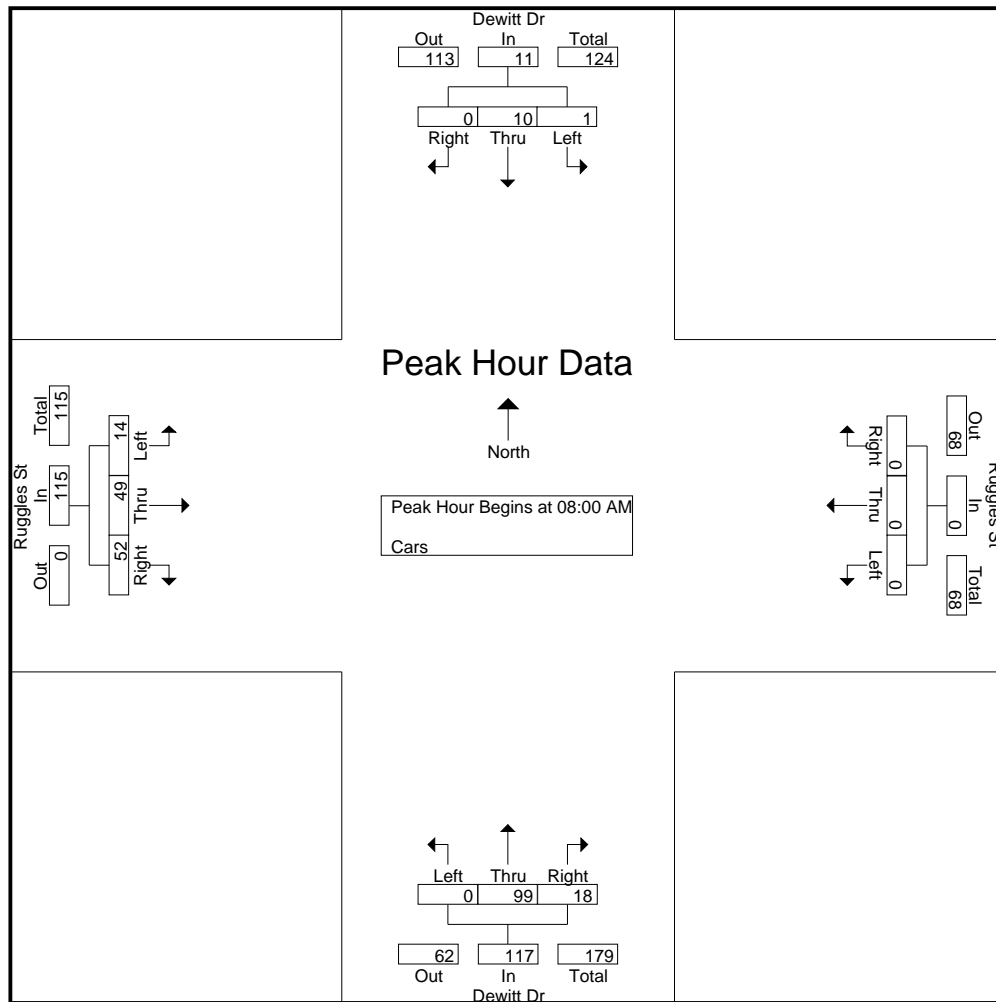 Dewitt Dr
Out In Total
113 11 124
0 10 1
Right Thru Left
Peak Hour Data
North
Peak Hour Begins at 08:00 AM
Cars
Ruggles St
Total In Out
115 115 0
14 49 52
Left Thru Right
Ruggles St
Out In Total
68 0 68
0 0 0
Right Thru Left
Left Thru Right
0 99 18
62 117 179
Out In Total
Dewitt Dr